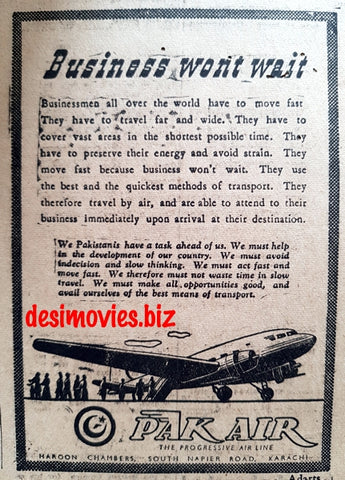 Business wont wait
Businessmen all over the world have to move fast
They have to travel far and wide. They have to
cover vast areas in the shortest possible time. They
have to preserve their energy and avoid strain. They
move fast because business won't wait. They use
the best and the quickest methods of transport. They
therefore travel by air, and are able to attend to their
business immediately upon arrival at their destination.
We Pakistanis have a task ahead of us. We must help
in the development of our country. We must avoid
indecision and slow thinking. We must act fast and
move fast. We therefore must not waste time in slow
travel. We must make all opportunities good, and
avail ourselves of the best means of transport.
desimovies.biz
PAK AIR
THE PROGRESSIVE AIR LINE
HAROON CHAMBERS, SOUTH NAPIER ROAD, KARACHI
Adarts